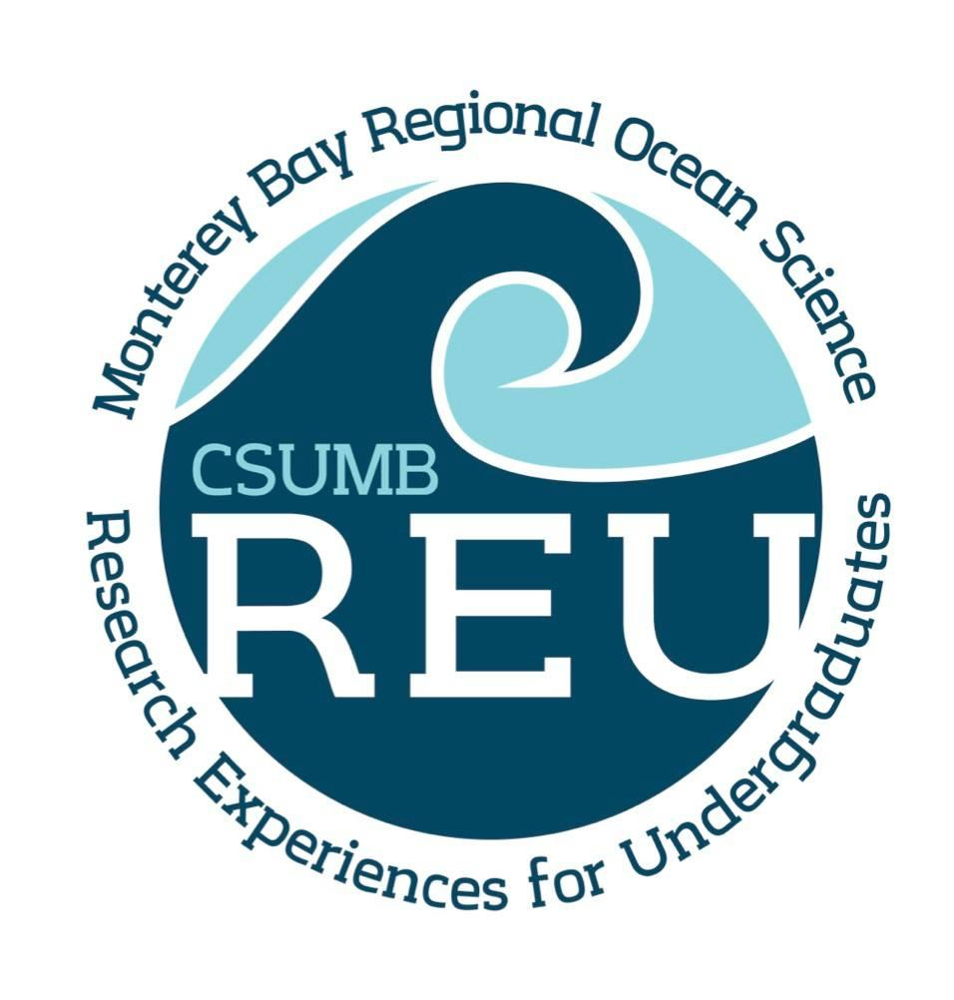 Monterey Bay Regional Ocean Science
CSUMB
REU
Research Experiences for Undergraduates